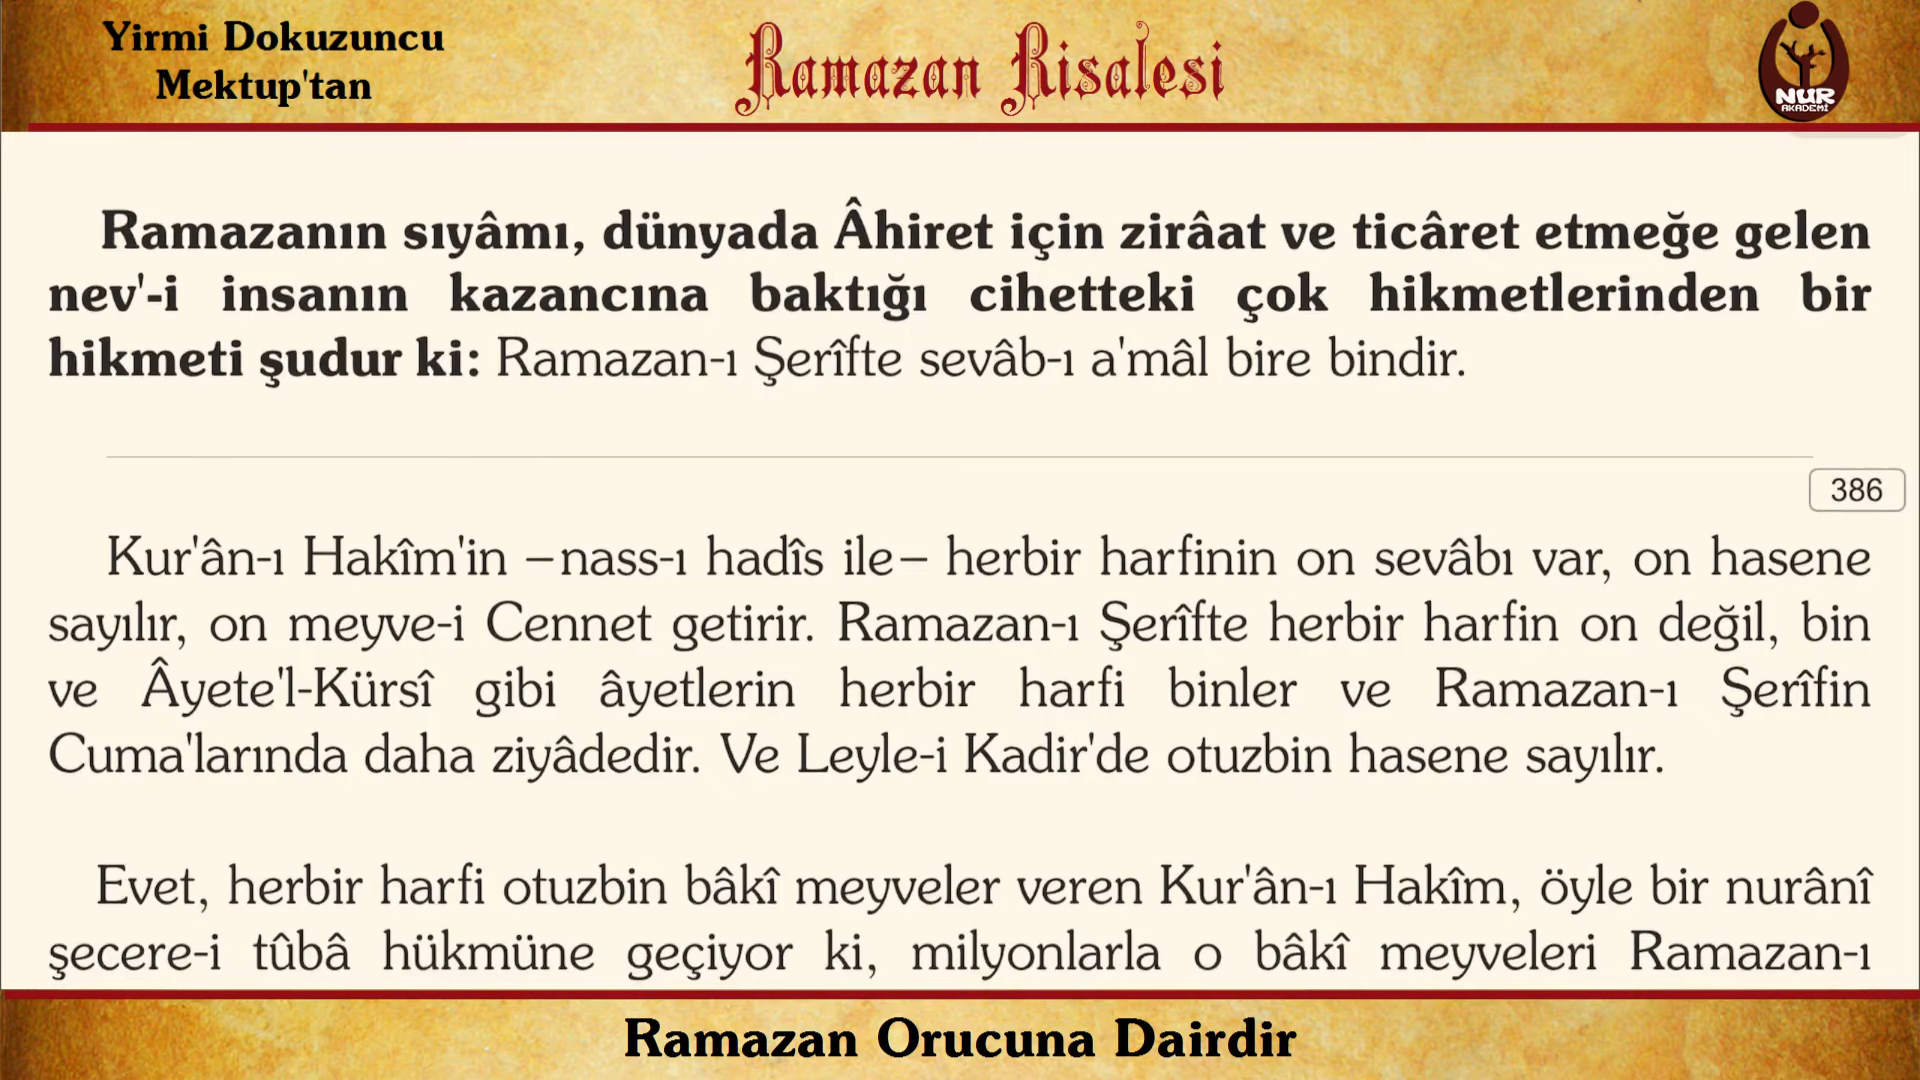 Yirmi Dokuzuncu
Mektup'tan
Ramazan Risalesi
NUR
AKADEMİ
Ramazanın sıyâmı, dünyada Âhiret için zirâat ve ticâret etmeğe gelen
nev'-i insanın kazancına baktığı cihetteki çok hikmetlerinden bir
hikmeti şudur ki: Ramazan-ı Şerîfte sevâb-ı a'mâl bire bindir.
386
Kur'ân-ı Hakîm'in –nass-ı hadîs ile– herbir harfinin on sevâbı var, on hasene
sayılır, on meyve-i Cennet getirir. Ramazan-ı Şerîfte herbir harfin on değil, bin
ve Âyete'l-Kürsî gibi âyetlerin herbir harfi binler ve Ramazan-ı Şerîfin
Cuma'larında daha ziyâdedir. Ve Leyle-i Kadir'de otuzbin hasene sayılır.
Evet, herbir harfi otuzbin bâkî meyveler veren Kur'ân-ı Hakîm, öyle bir nurânî
şecere-i tûbâ hükmüne geçiyor ki, milyonlarla o bâkî meyveleri Ramazan-ı
Ramazan Orucuna Dairdir